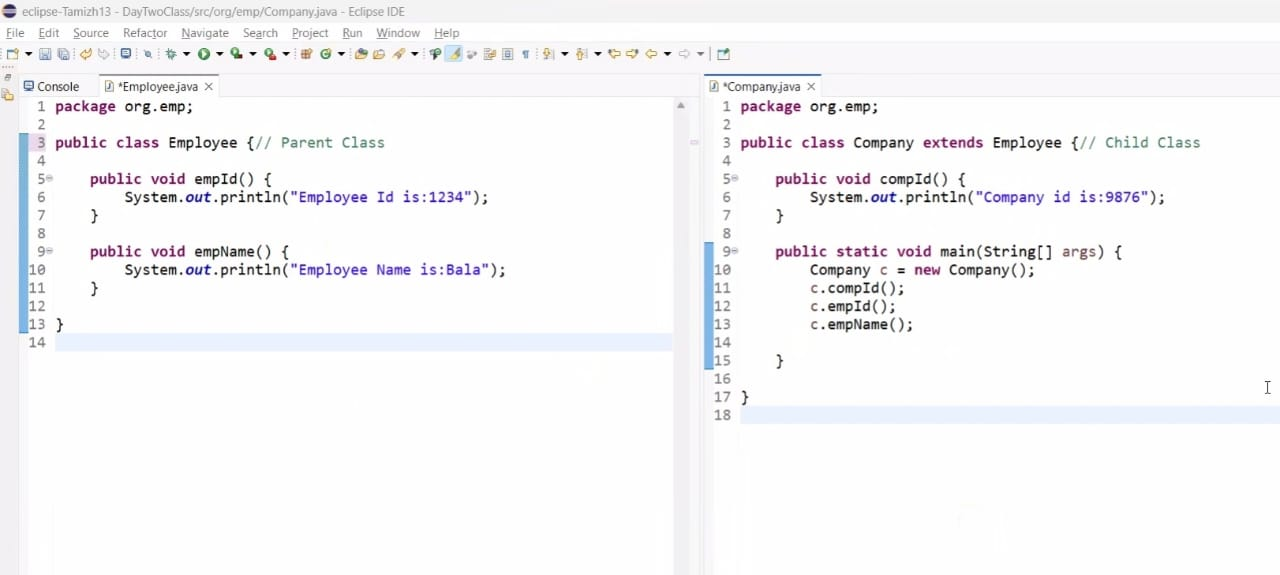 eclipse-Tamizh13 - DayTwoClass/src/org/emp/Company.java - Eclipse IDE
File Edit Source Refactor Navigate Search Project Run Window Help
Console *Employee.java
1 package org.emp;
2
3 public class Employee {// Parent Class
4
5 public void empId() {
6 System.out.println("Employee Id is:1234");
7 }
8
9 public void empName() {
10 System.out.println("Employee Name is:Bala");
11 }
12
13 }
14
*Company.java
1 package org.emp;
2
3 public class Company extends Employee {// Child Class
4
5 public void compId() {
6 System.out.println("Company id is:9876");
7 }
8
9 public static void main(String[] args) {
10 Company c = new Company();
11 c.compId();
12 c.empId();
13 c.empName();
14
15 }
16
17 }
18